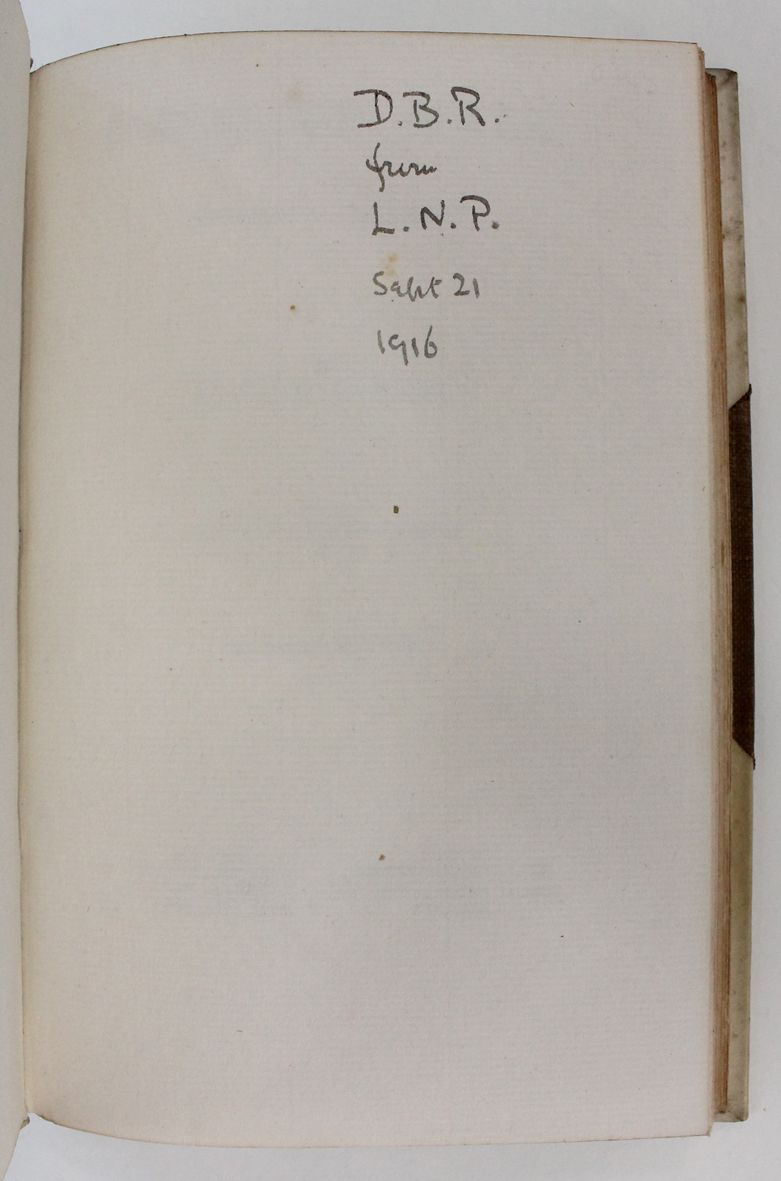 D.B.R.
from
L.N.P.
Sept 21
1916